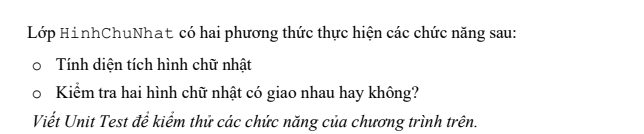 Lớp HinhChuNhat có hai phương thức thực hiện các chức năng sau:
o Tính diện tích hình chữ nhật
o Kiểm tra hai hình chữ nhật có giao nhau hay không?
Viết Unit Test để kiểm thử các chức năng của chương trình trên.